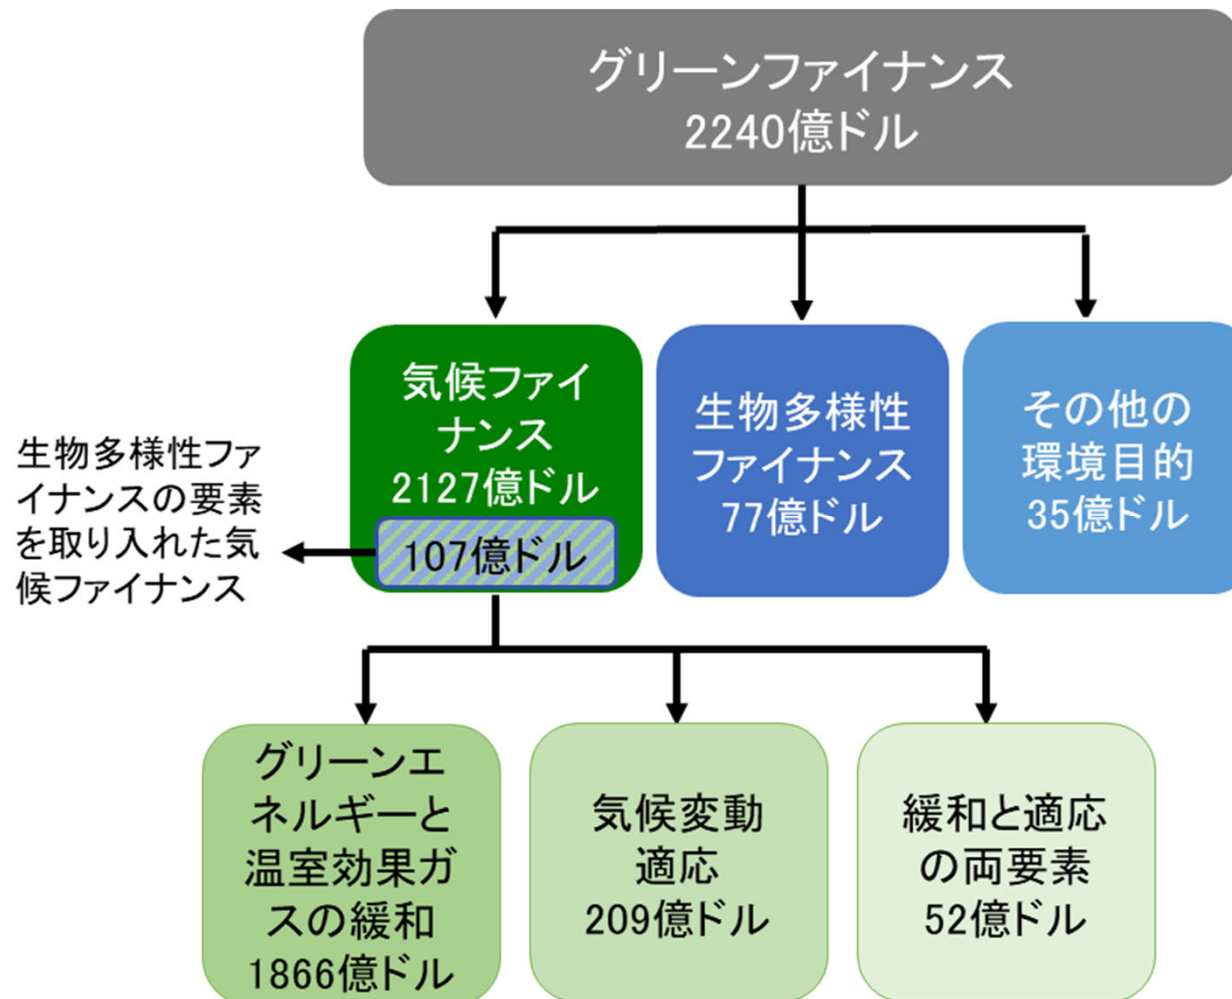 グリーンファイナンス
2240億ドル
気候ファイ
ナンス
2127億ドル
107億ドル
生物多様性
ファイナンス
77億ドル
その他の
環境目的
35億ドル
生物多様性ファ
イナンスの要素
を取り入れた気
候ファイナンス
グリーンエ
ネルギーと
温室効果ガ
スの緩和
1866億ドル
気候変動
適応
209億ドル
緩和と適応
の両要素
52億ドル